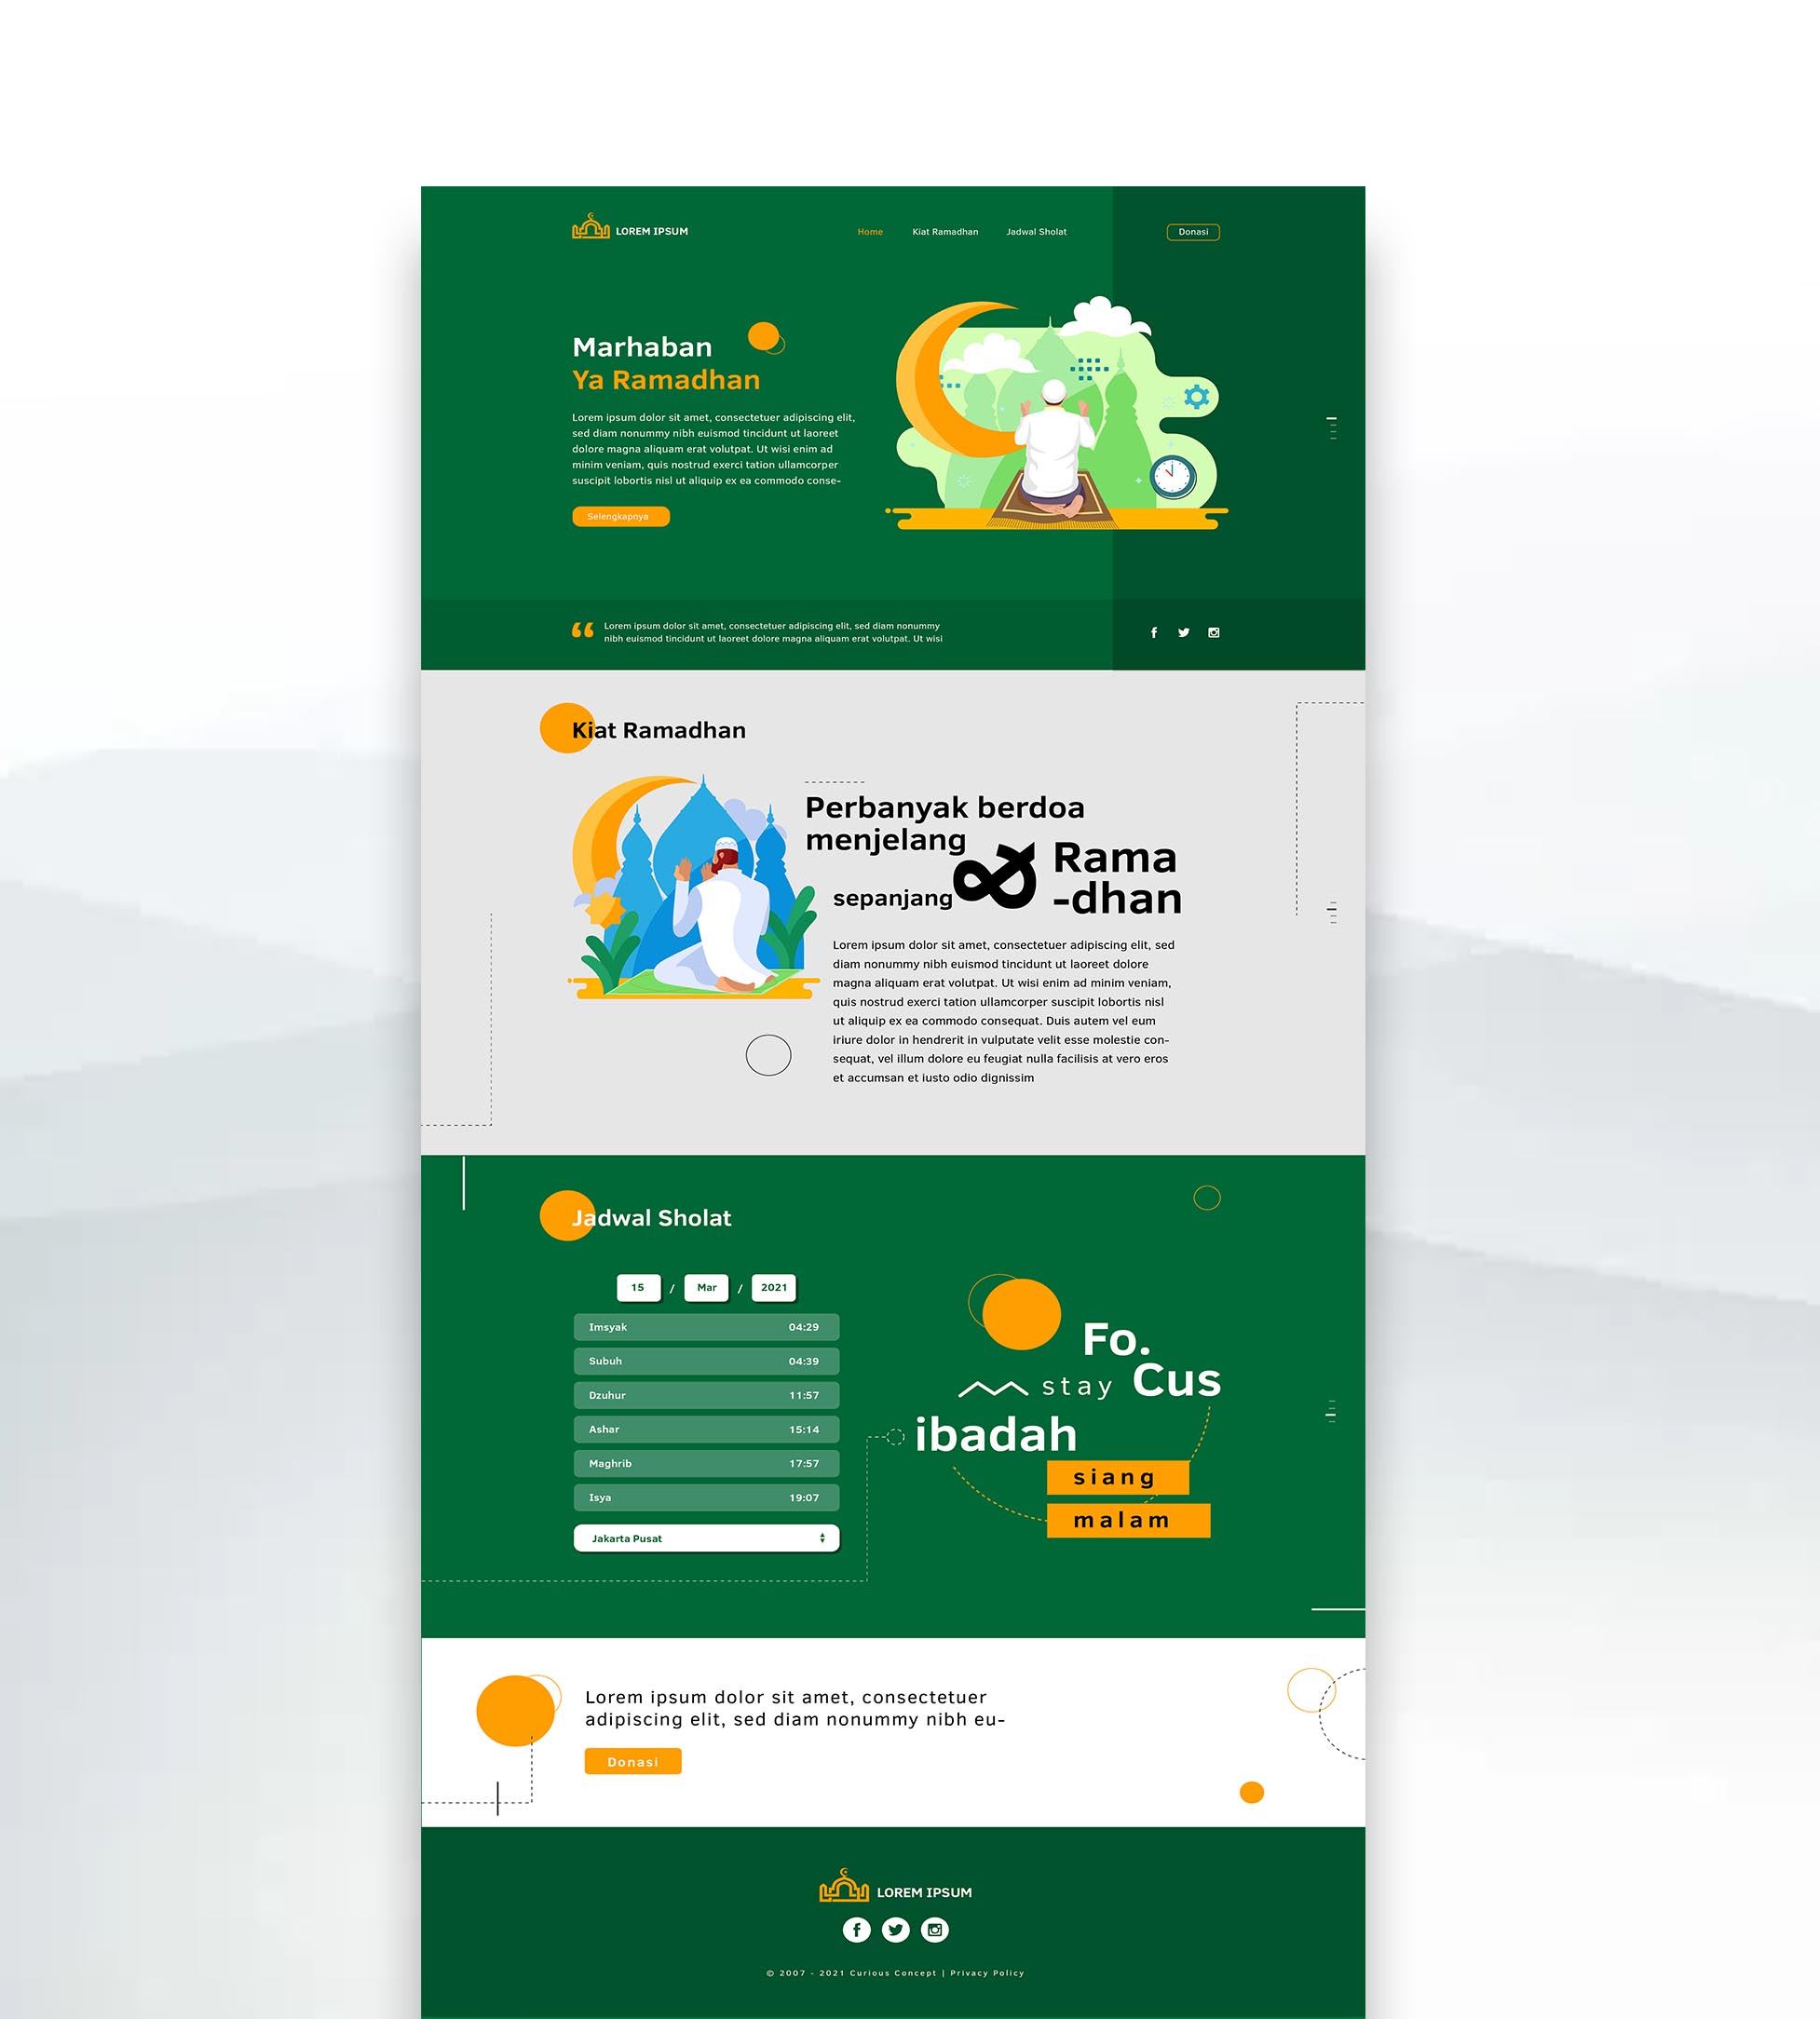 LOREM IPSUM
Home
Kiat Ramadhan
Jadwal Sholat
Donasi
Marhaban
Ya Ramadhan
Lorem ipsum dolor sit amet, consectetuer adipiscing elit,
sed diam nonummy nibh euismod tincidunt ut laoreet
dolore magna aliquam erat volutpat. Ut wisi enim ad
minim veniam, quis nostrud exerci tation ullamcorper
suscipit lobortis nisl ut aliquip ex ea commodo conse-
Selengkapnya
“ Lorem ipsum dolor sit amet, consectetuer adipiscing elit, sed diam nonummy
nibh euismod tincidunt ut laoreet dolore magna aliquam erat volutpat. Ut wisi
Kiat Ramadhan
Perbanyak berdoa
menjelang
sepanjang
&
Rama
-dhan
Lorem ipsum dolor sit amet, consectetuer adipiscing elit, sed
diam nonummy nibh euismod tincidunt ut laoreet dolore
magna aliquam erat volutpat. Ut wisi enim ad minim veniam,
quis nostrud exerci tation ullamcorper suscipit lobortis nisl
ut aliquip ex ea commodo consequat. Duis autem vel eum
iriure dolor in hendrerit in vulputate velit esse molestie con-
sequat, vel illum dolore eu feugiat nulla facilisis at vero eros
et accumsan et iusto odio dignissim
Jadwal Sholat
15 / Mar / 2021
Imsyak 04:29
Subuh 04:39
Dzuhur 11:57
Ashar 15:14
Maghrib 17:57
Isya 19:07
Jakarta Pusat
Fo.
stay Cus
ibadah
siang
malam
Lorem ipsum dolor sit amet, consectetuer
adipiscing elit, sed diam nonummy nibh eu-
Donasi
LOREM IPSUM
© 2007 - 2021 Curious Concept | Privacy Policy